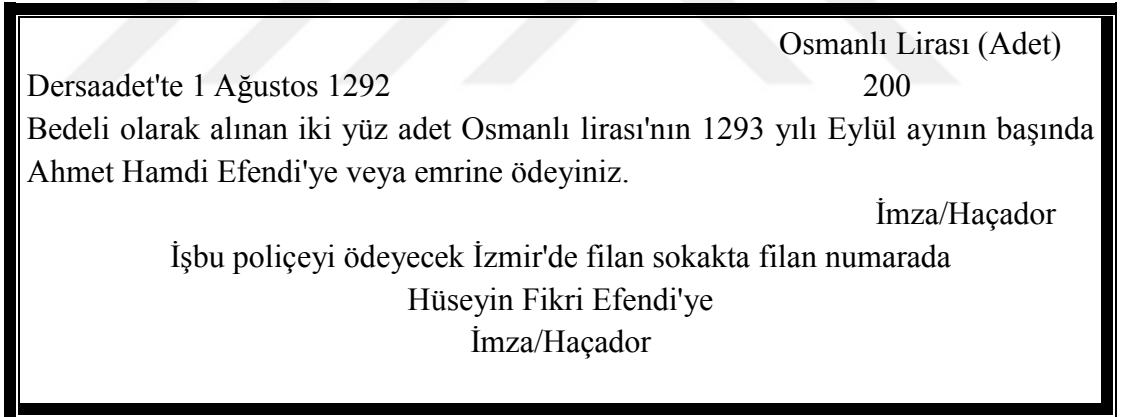 Osmanlı Lirası (Adet)
Dersaadet'te 1 Ağustos 1292 200
Bedeli olarak alınan iki yüz adet Osmanlı lirası'nın 1293 yılı Eylül ayının başında
Ahmet Hamdi Efendi'ye veya emrine ödeyiniz.
İmza/Haçador
İşbu poliçeyi ödeyecek İzmir'de filan sokakta filan numarada
Hüseyin Fikri Efendi'ye
İmza/Haçador